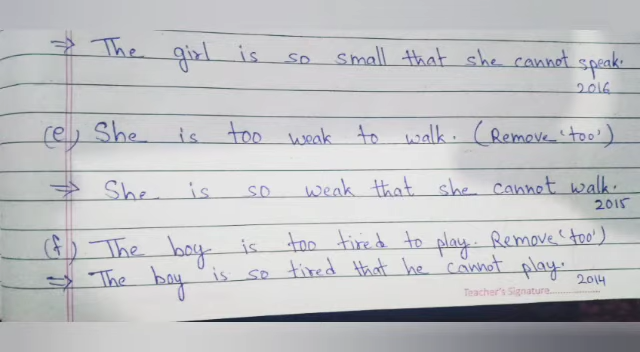 ⇒ The girl is so small that she cannot speak.
2016
(e) She is too weak to walk. (Remove 'too')
⇒ She is so weak that she cannot walk.
2015
(f) The boy is too tired to play. Remove 'too')
⇒ The boy is so tired that he cannot play.
2014
Teacher's Signature